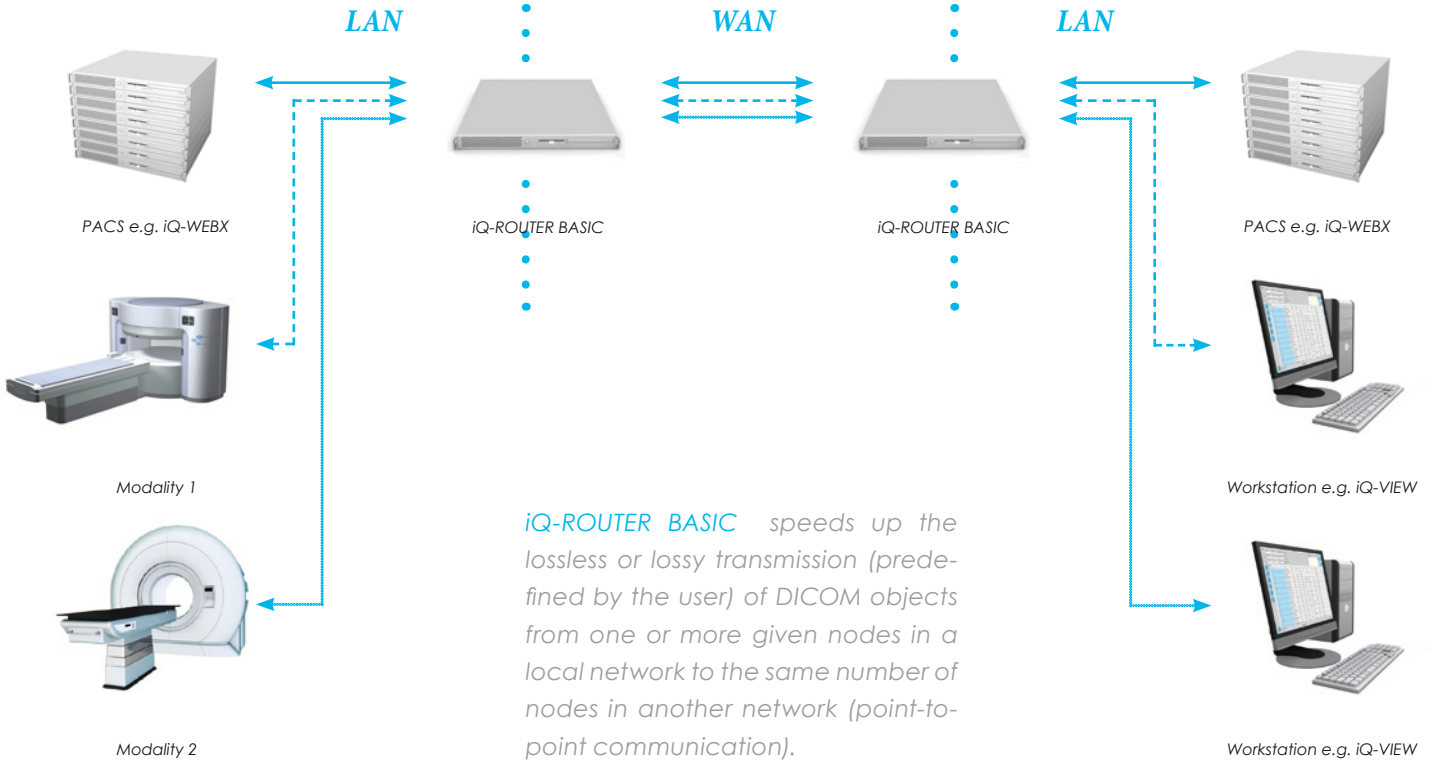 LAN
WAN
LAN
PACS e.g. iQ-WEBX
iQ-ROUTER BASIC
iQ-ROUTER BASIC
PACS e.g. iQ-WEBX
Modality 1
Workstation e.g. iQ-VIEW
iQ-ROUTER BASIC speeds up the
lossless or lossy transmission (prede-
fined by the user) of DICOM objects
from one or more given nodes in a
local network to the same number of
nodes in another network (point-to-
point communication).
Modality 2
Workstation e.g. iQ-VIEW